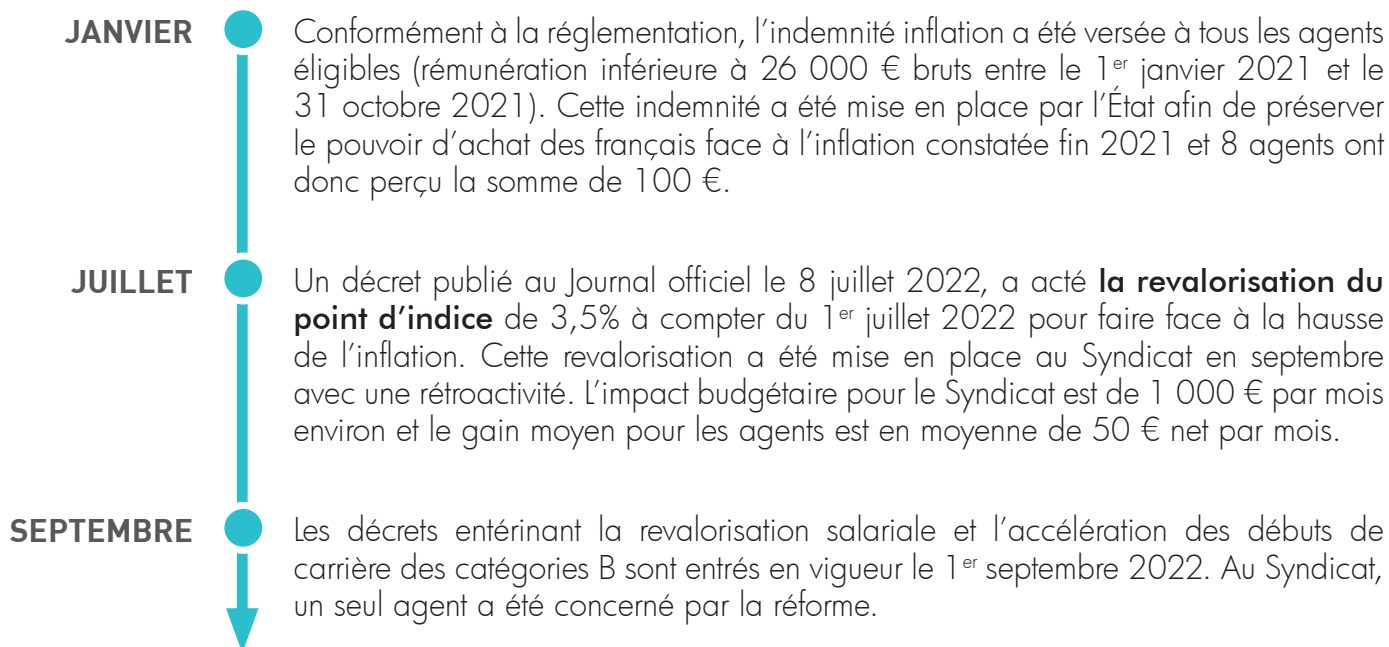 JANVIER
Conformément à la réglementation, l’indemnité inflation a été versée à tous les agents
éligibles (rémunération inférieure à 26 000 € bruts entre le 1er janvier 2021 et le
31 octobre 2021). Cette indemnité a été mise en place par l’État afin de préserver
le pouvoir d’achat des français face à l’inflation constatée fin 2021 et 8 agents ont
donc perçu la somme de 100 €.
JUILLET
Un décret publié au Journal officiel le 8 juillet 2022, a acté la revalorisation du
point d’indice de 3,5% à compter du 1er juillet 2022 pour faire face à la hausse
de l’inflation. Cette revalorisation a été mise en place au Syndicat en septembre
avec une rétroactivité. L’impact budgétaire pour le Syndicat est de 1 000 € par mois
environ et le gain moyen pour les agents est en moyenne de 50 € net par mois.
SEPTEMBRE
Les décrets entérinant la revalorisation salariale et l’accélération des débuts de
carrière des catégories B sont entrés en vigueur le 1er septembre 2022. Au Syndicat,
un seul agent a été concerné par la réforme.